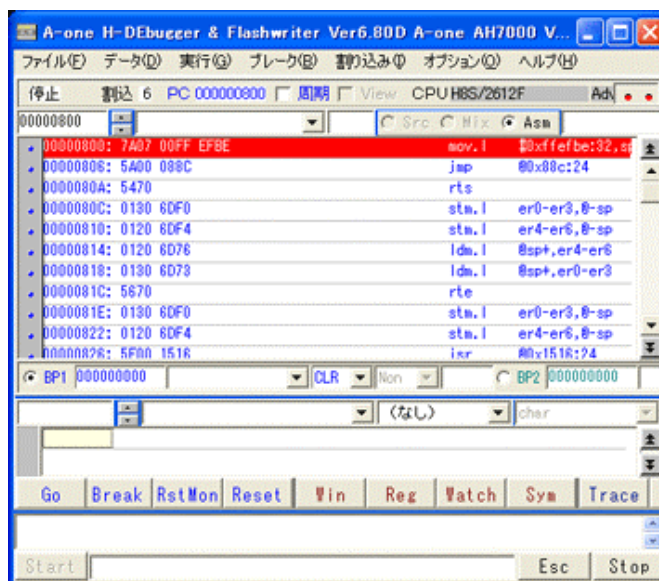 A-one H-DEbugger & Flashwriter Ver6.80D A-one AH7000 V...
ファイル(F) データ(D) 実行(G) ブレーク(B) 割り込み(I) オプション(O) ヘルプ(H)
停止 割込 6 PC 000000800 周期 View CPU H8S/2612F Adv
00000800 Src Mix Asm
00000800: 7A07 00FF EFBE mov.l #0xffefbe:32,sp
00000806: 5A00 088C jmp @0x88c:24
0000080A: 5470 rts
0000080C: 0130 6DF0 stm.l er0-er3,@-sp
00000810: 0120 6DF4 stm.l er4-er6,@-sp
00000814: 0120 6D76 ldm.l @sp+,er4-er6
00000818: 0130 6D73 ldm.l @sp+,er0-er3
0000081C: 5670 rte
0000081E: 0130 6DF0 stm.l er0-er3,@-sp
00000822: 0120 6DF4 stm.l er4-er6,@-sp
00000826: 5E00 1516 jsr @0x1516:24
BP1 000000000 CLR Non BP2 000000000
(なし) char
Go Break RstMon Reset Win Reg Watch Sym Trace
Start Esc Stop